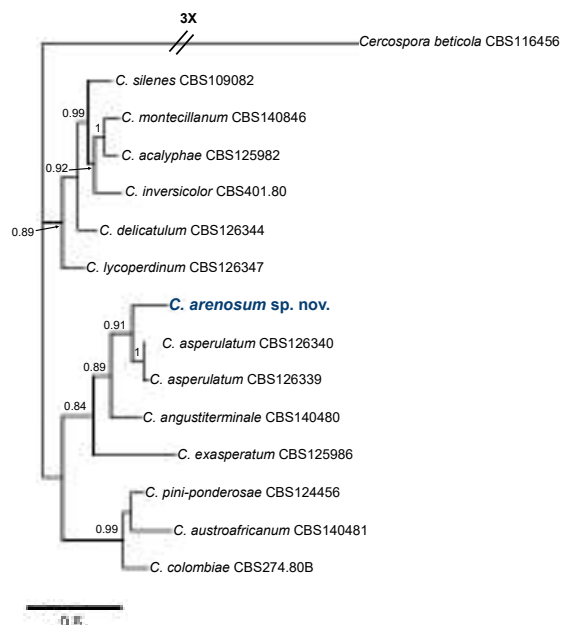 3X
Cercospora beticola CBS116456
C. silenes CBS109082
0.99
C. montecillanum CBS140846
1
C. acalyphae CBS125982
0.92
C. inversicolor CBS401.80
C. delicatulum CBS126344
0.89
C. lycoperdinum CBS126347
C. arenosum sp. nov.
0.91
C. asperulatum CBS126340
1
C. asperulatum CBS126339
0.89
C. angustiterminale CBS140480
0.84
C. exasperatum CBS125986
C. pini-ponderosae CBS124456
0.99
C. austroafricanum CBS140481
C. colombiae CBS274.80B